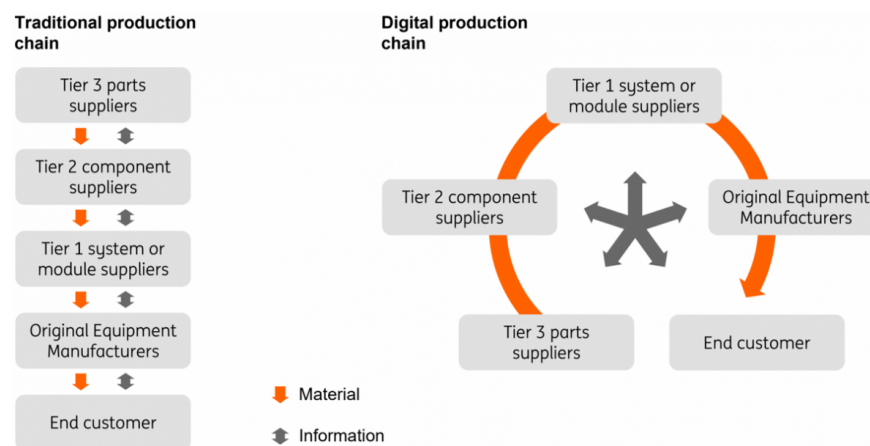 Traditional production
chain
Tier 3 parts
suppliers
Tier 2 component
suppliers
Tier 1 system or
module suppliers
Original Equipment
Manufacturers
End customer
Material
Information
Digital production
chain
Tier 1 system or
module suppliers
Tier 2 component
suppliers
Original Equipment
Manufacturers
Tier 3 parts
suppliers
End customer